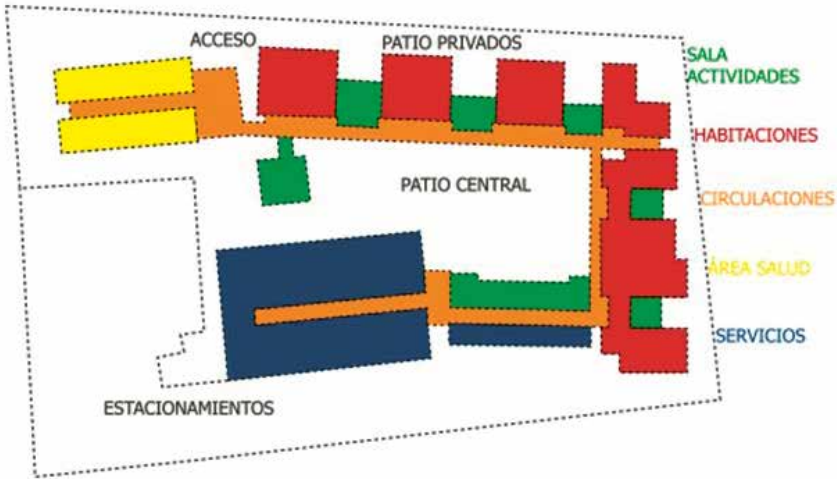 ACCESO
PATIO PRIVADOS
SALA
ACTIVIDADES
HABITACIONES
PATIO CENTRAL
CIRCULACIONES
ÁREA SALUD
SERVICIOS
ESTACIONAMIENTOS